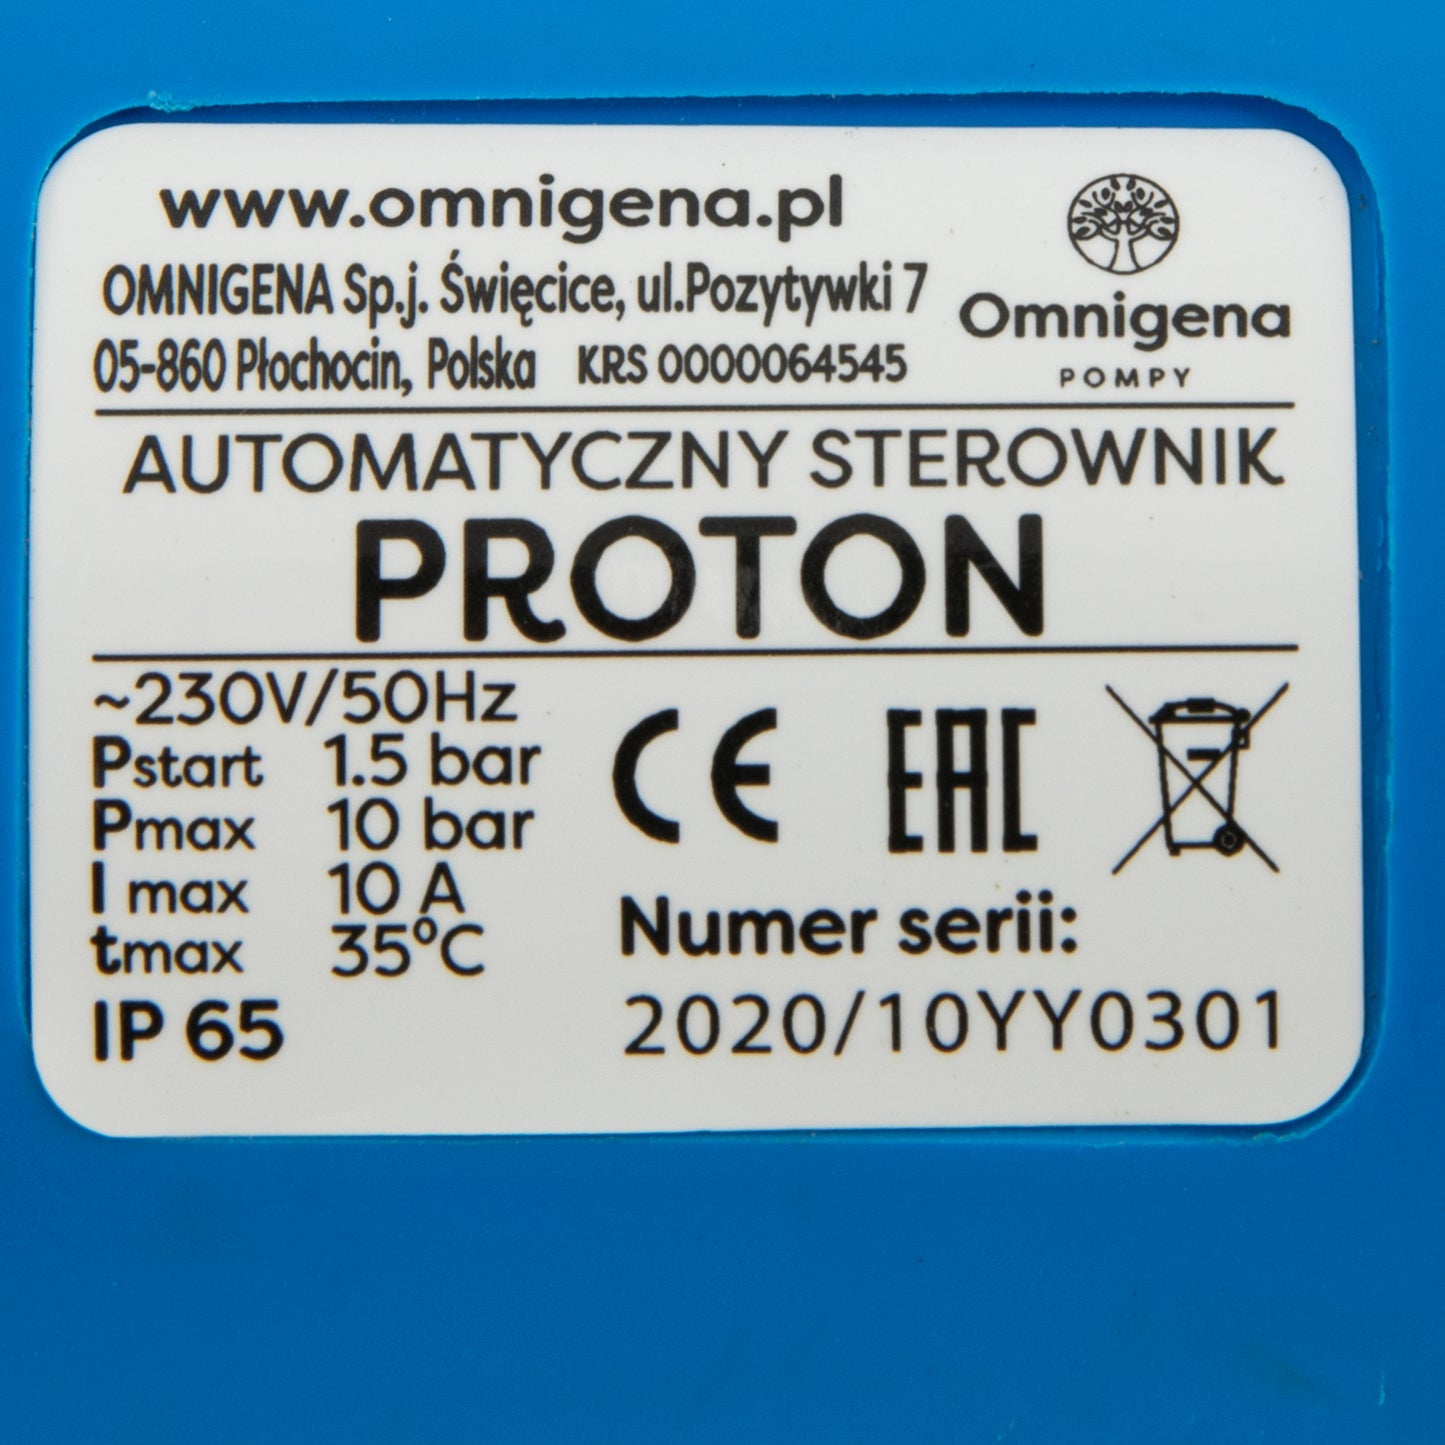 www.omnigena.pl
OMNIGENA Sp.j. Święcice, ul.Pozytywki 7
05-860 Płochocin, Polska KRS 0000064545
Omnigena
POMPY
AUTOMATYCZNY STEROWNIK
PROTON
~230V/50Hz
Pstart 1.5 bar
Pmax 10 bar
I max 10 A
tmax 35°C
IP 65
CE EAC
Numer serii:
2020/10YY0301